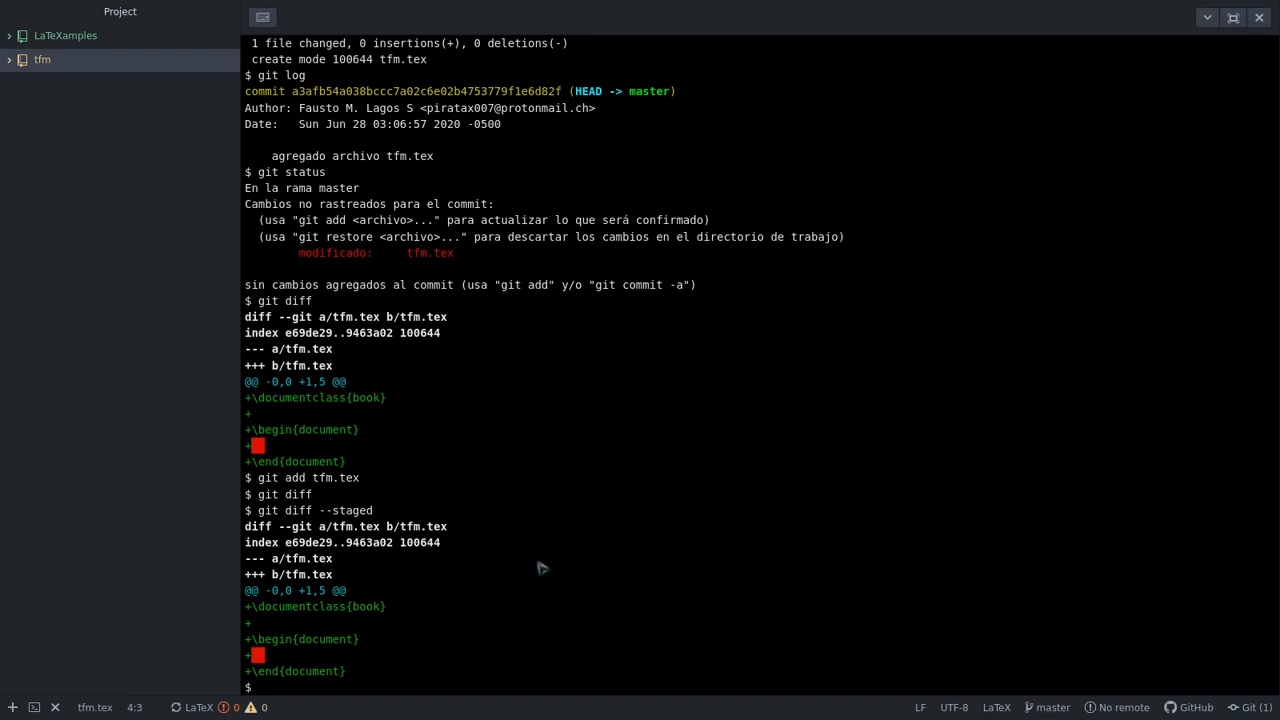 Project
LaTeXamples
tfm
1 file changed, 0 insertions(+), 0 deletions(-)
create mode 100644 tfm.tex
$ git log
commit a3afb54a038bccc7a02c6e02b4753779f1e6d82f (HEAD -> master)
Author: Fausto M. Lagos S <piratax007@protonmail.ch>
Date:   Sun Jun 28 03:06:57 2020 -0500
agregado archivo tfm.tex
$ git status
En la rama master
Cambios no rastreados para el commit:
(usa "git add <archivo>..." para actualizar lo que será confirmado)
(usa "git restore <archivo>..." para descartar los cambios en el directorio de trabajo)
modificado:     tfm.tex
sin cambios agregados al commit (usa "git add" y/o "git commit -a")
$ git diff
diff --git a/tfm.tex b/tfm.tex
index e69de29..9463a02 100644
--- a/tfm.tex
+++ b/tfm.tex
@@ -0,0 +1,5 @@
+\documentclass{book}
+
+\begin{document}
+
+\end{document}
$ git add tfm.tex
$ git diff
$ git diff --staged
diff --git a/tfm.tex b/tfm.tex
index e69de29..9463a02 100644
--- a/tfm.tex
+++ b/tfm.tex
@@ -0,0 +1,5 @@
+\documentclass{book}
+
+\begin{document}
+
+\end{document}
$
tfm.tex 4:3 LaTeX 0 0 LF UTF-8 LaTeX master No remote GitHub Git (1)